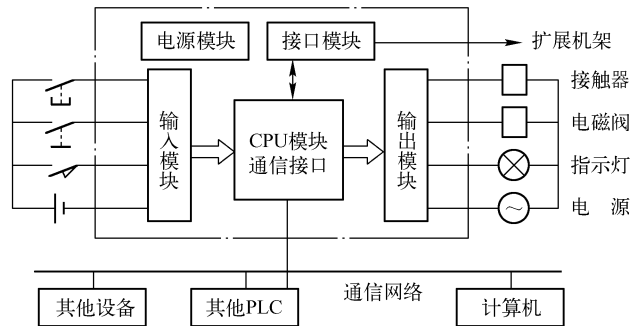 电源模块
接口模块
扩展机架
输入模块
CPU模块
通信接口
输出模块
接触器
电磁阀
指示灯
电 源
通信网络
其他设备
其他PLC
计算机